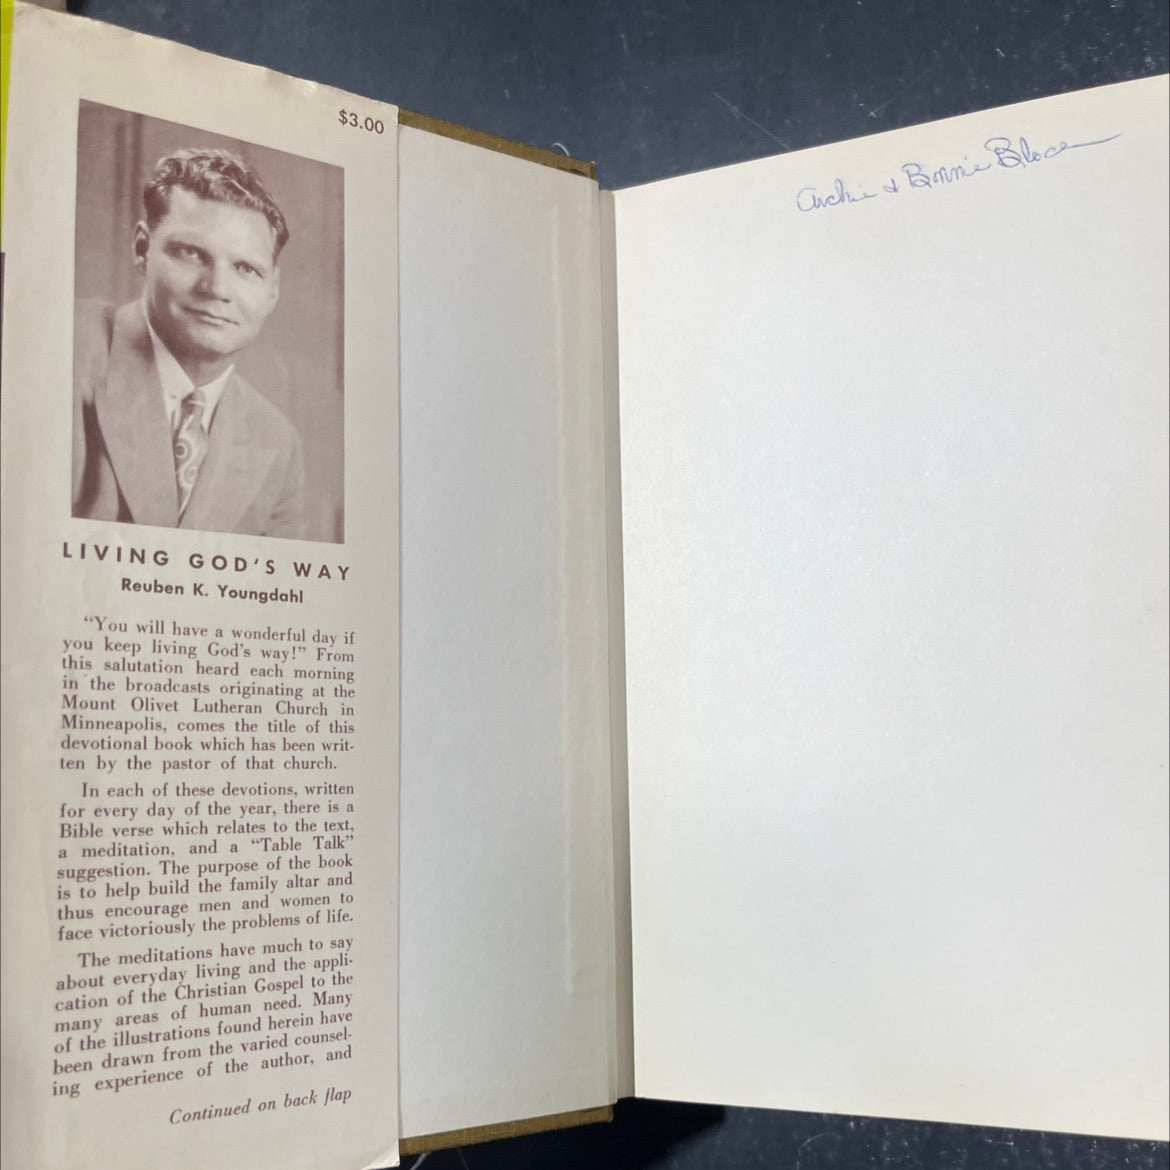 $3.00
LIVING GOD'S WAY
Reuben K. Youngdahl
"You will have a wonderful day if
you keep living God's way!" From
this salutation heard each morning
in the broadcasts originating at the
Mount Olivet Lutheran Church in
Minneapolis, comes the title of this
devotional book which has been writ-
ten by the pastor of that church.
In each of these devotions, written
for every day of the year, there is a
Bible verse which relates to the text,
a meditation, and a "Table Talk"
suggestion. The purpose of the book
is to help build the family altar and
thus encourage men and women to
face victoriously the problems of life.
The meditations have much to say
about everyday living and the appli-
cation of the Christian Gospel to the
many areas of human need. Many
of the illustrations found herein have
been drawn from the varied counsel-
ing experience of the author, and
Continued on back flap
Archie & Bonnie